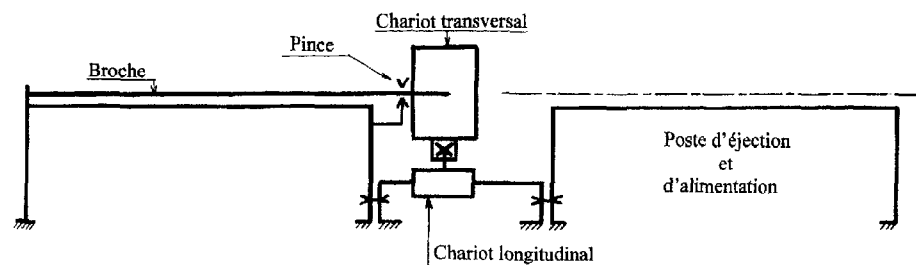 Chariot transversal
Pince
Broche
Poste d'éjection
et
d'alimentation
Chariot longitudinal